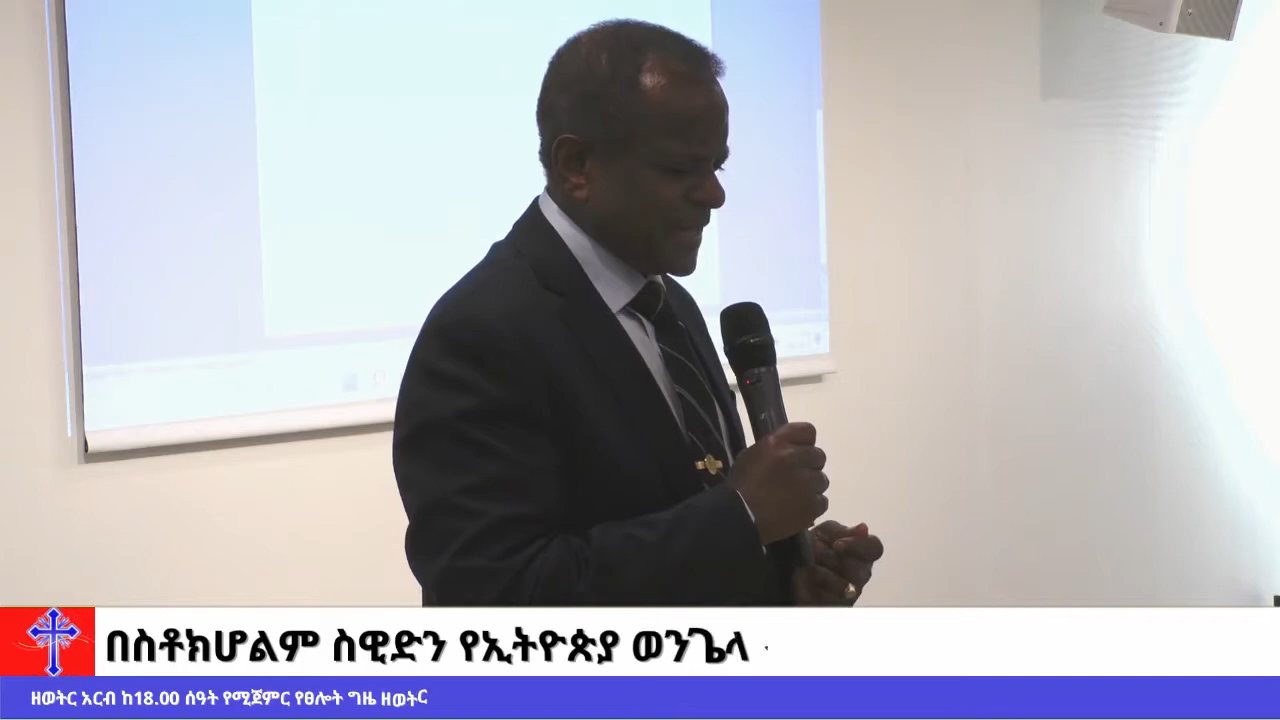 በስቶክሆልም ስዊድን የኢትዮጵያ ወንጌላ
ዘወትር አርብ ከ18.00 ሰዓት የሚጀምር የፀሎት ግዜ ዘወትር